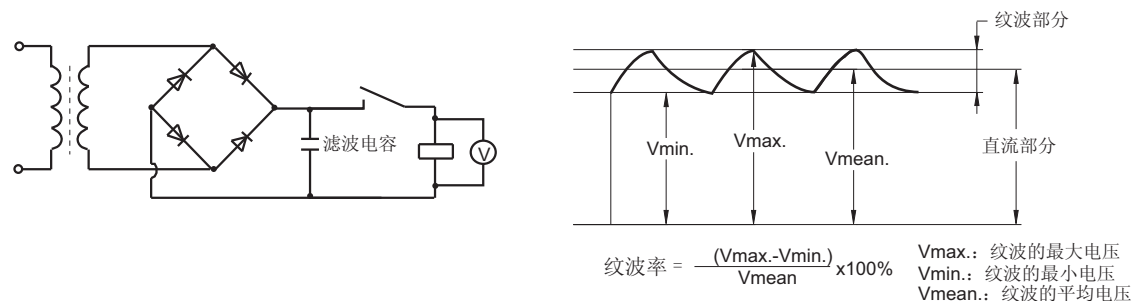 纹波部分
滤波电容
V
Vmin.
Vmax.
Vmean.
直流部分
纹波率 = (Vmax.-Vmin.) / Vmean x100%
Vmax.：纹波的最大电压
Vmin.：纹波的最小电压
Vmean.：纹波的平均电压